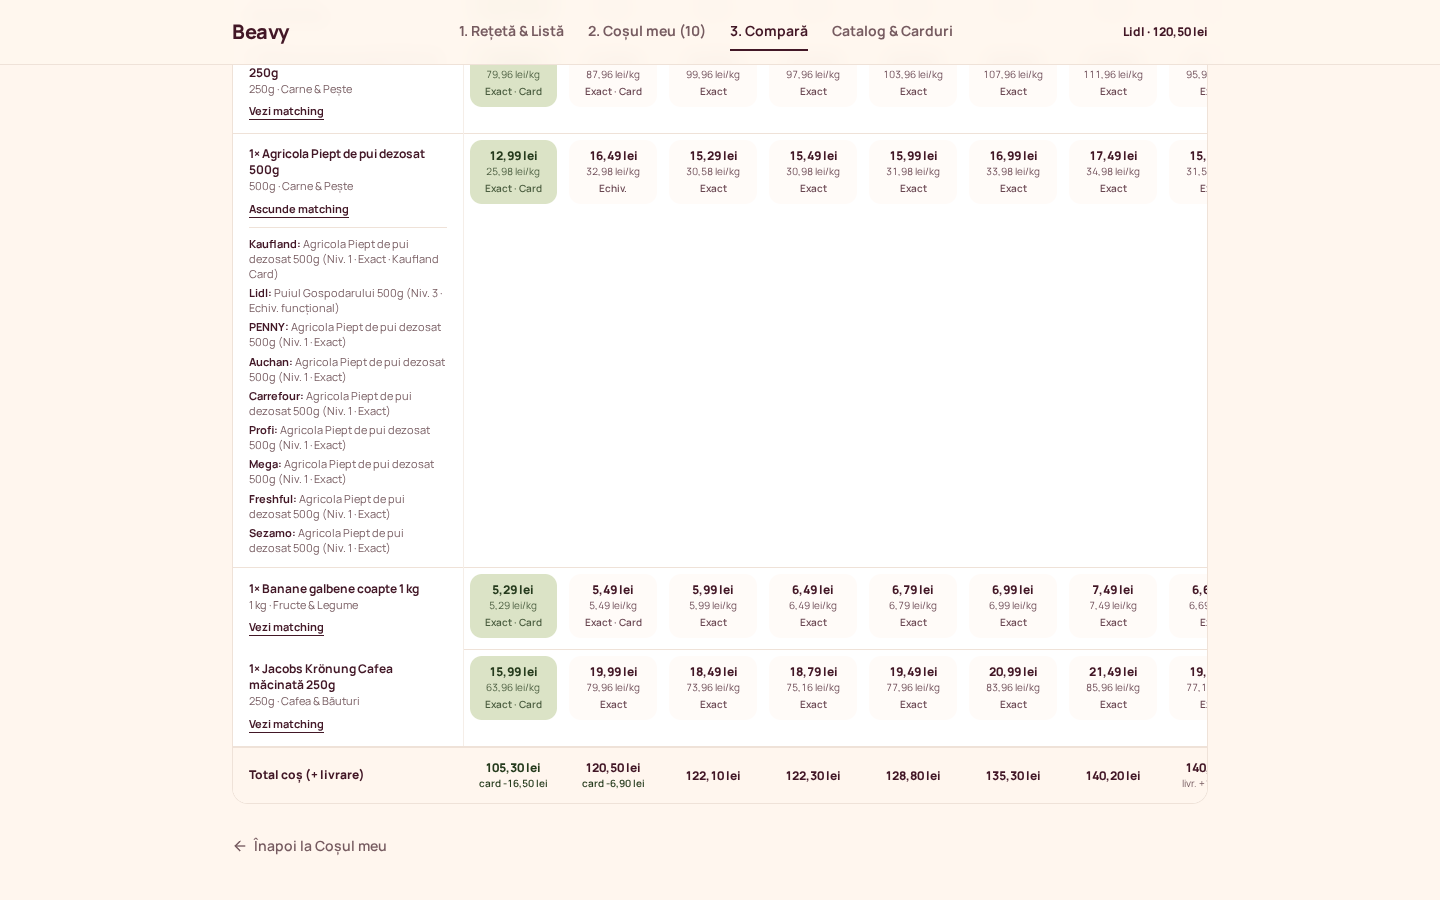 Beavy
1. Rețetă & Listă
2. Coșul meu (10)
3. Compară
Catalog & Carduri
Lidl · 120,50 lei
250g
250g · Carne & Pește
Vezi matching
79,96 lei/kg
Exact · Card
87,96 lei/kg
Exact · Card
99,96 lei/kg
Exact
97,96 lei/kg
Exact
103,96 lei/kg
Exact
107,96 lei/kg
Exact
111,96 lei/kg
Exact
1× Agricola Piept de pui dezosat
500g
500g · Carne & Pește
Ascunde matching
12,99 lei
25,98 lei/kg
Exact · Card
16,49 lei
32,98 lei/kg
Echiv.
15,29 lei
30,58 lei/kg
Exact
15,49 lei
30,98 lei/kg
Exact
15,99 lei
31,98 lei/kg
Exact
16,99 lei
33,98 lei/kg
Exact
17,49 lei
34,98 lei/kg
Exact
Kaufland: Agricola Piept de pui
dezosat 500g (Niv. 1 · Exact · Kaufland
Card)
Lidl: Puiul Gospodarului 500g (Niv. 3 ·
Echiv. funcțional)
PENNY: Agricola Piept de pui dezosat
500g (Niv. 1 · Exact)
Auchan: Agricola Piept de pui dezosat
500g (Niv. 1 · Exact)
Carrefour: Agricola Piept de pui
dezosat 500g (Niv. 1 · Exact)
Profi: Agricola Piept de pui dezosat
500g (Niv. 1 · Exact)
Mega: Agricola Piept de pui dezosat
500g (Niv. 1 · Exact)
Freshful: Agricola Piept de pui
dezosat 500g (Niv. 1 · Exact)
Sezamo: Agricola Piept de pui
dezosat 500g (Niv. 1 · Exact)
1× Banane galbene coapte 1 kg
1 kg · Fructe & Legume
Vezi matching
5,29 lei
5,29 lei/kg
Exact · Card
5,49 lei
5,49 lei/kg
Exact · Card
5,99 lei
5,99 lei/kg
Exact
6,49 lei
6,49 lei/kg
Exact
6,79 lei
6,79 lei/kg
Exact
6,99 lei
6,99 lei/kg
Exact
7,49 lei
7,49 lei/kg
Exact
1× Jacobs Krönung Cafea
măcinată 250g
250g · Cafea & Băuturi
Vezi matching
15,99 lei
63,96 lei/kg
Exact · Card
19,99 lei
79,96 lei/kg
Exact
18,49 lei
73,96 lei/kg
Exact
18,79 lei
75,16 lei/kg
Exact
19,49 lei
77,96 lei/kg
Exact
20,99 lei
83,96 lei/kg
Exact
21,49 lei
85,96 lei/kg
Exact
Total coș (+ livrare)
105,30 lei
card -16,50 lei
120,50 lei
card -6,90 lei
122,10 lei
122,30 lei
128,80 lei
135,30 lei
140,20 lei
livr. +
Înapoi la Coșul meu